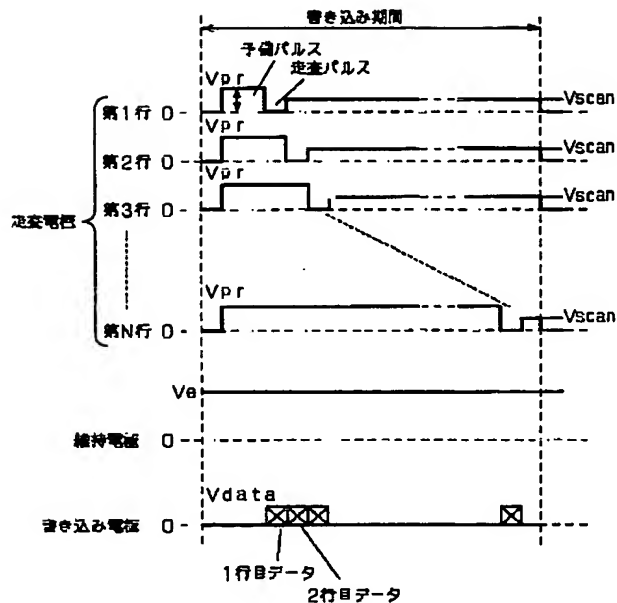 書き込み期間
予備パルス
走査パルス
Vpr
第1行 0
Vscan
Vpr
第2行 0
Vscan
Vpr
第3行 0
Vscan
走査電極
Vpr
第N行 0
Vscan
Ve
維持電極 0
Vdata
書き込み電極 0
1行目データ
2行目データ